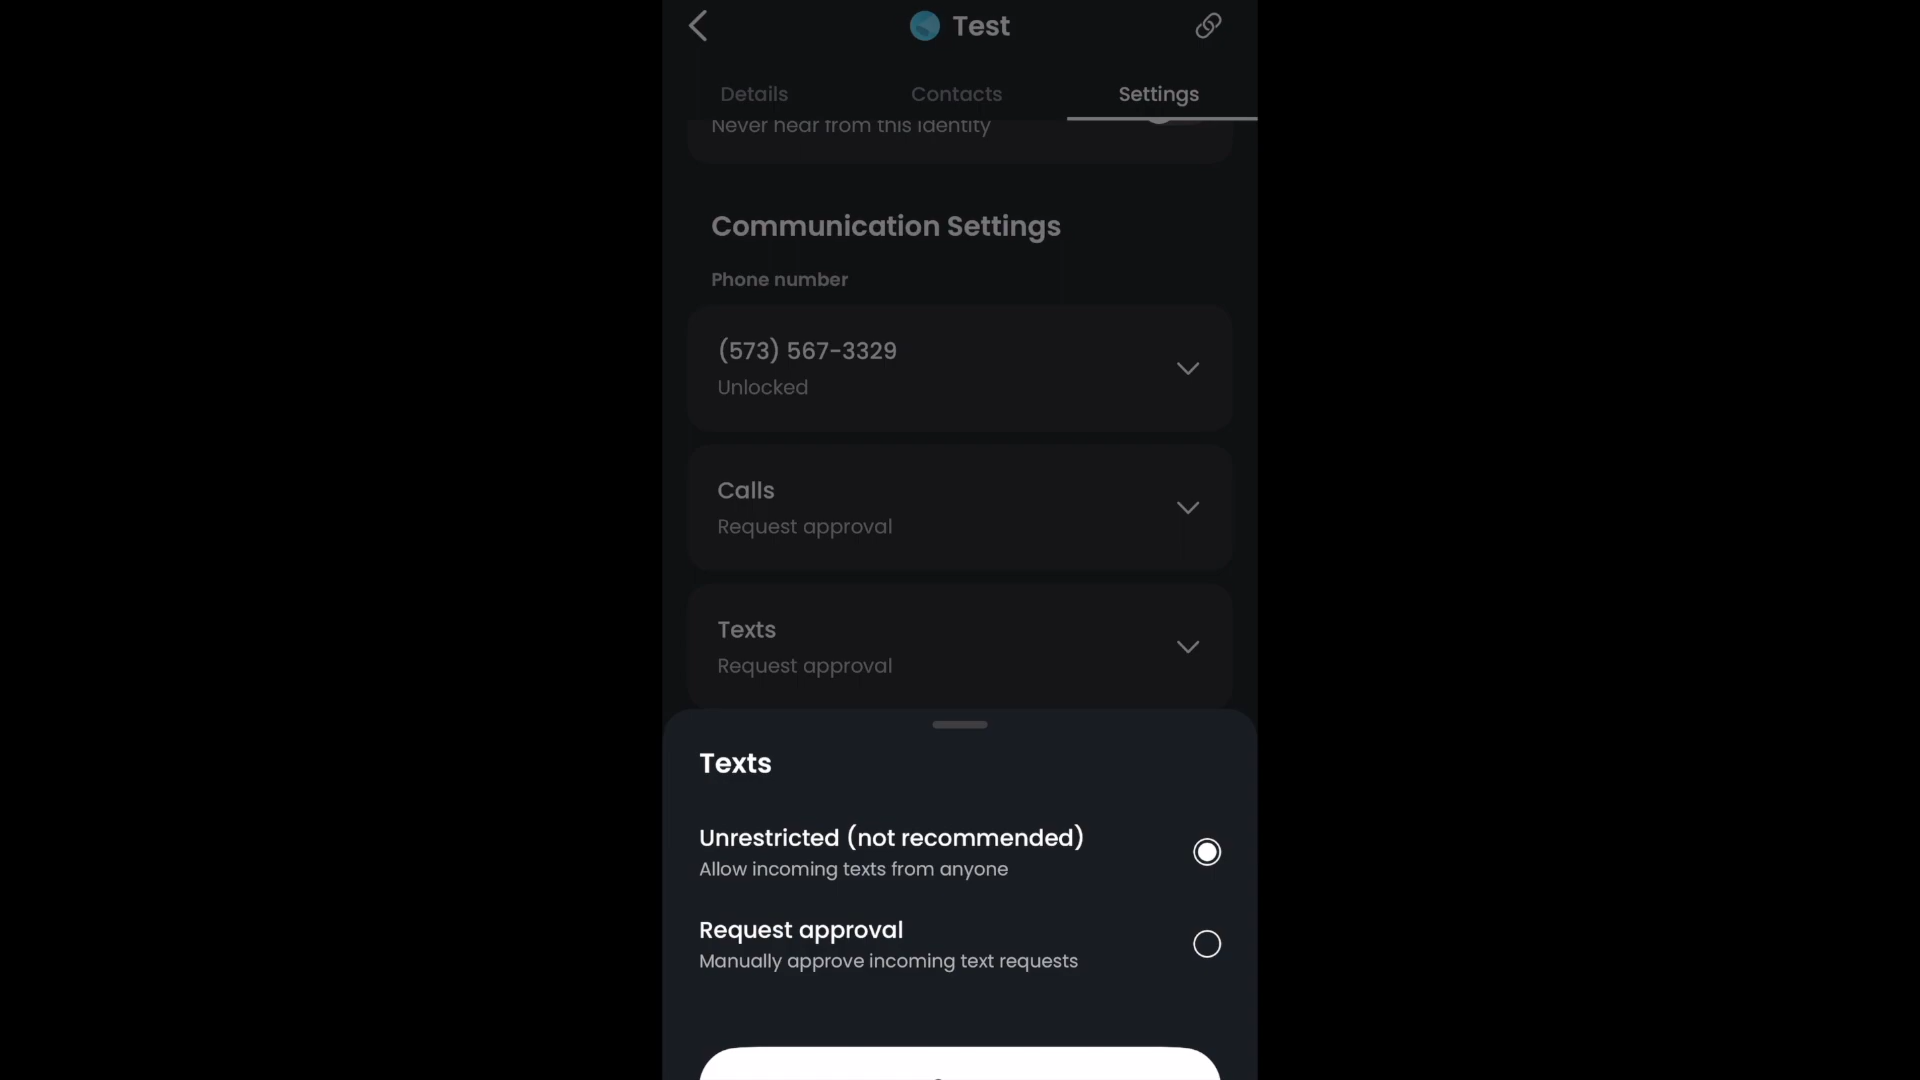 Test
Details Contacts Settings
Never hear from this identity
Communication Settings
Phone number
(573) 567-3329
Unlocked
Calls
Request approval
Texts
Request approval
Texts
Unrestricted (not recommended)
Allow incoming texts from anyone
Request approval
Manually approve incoming text requests